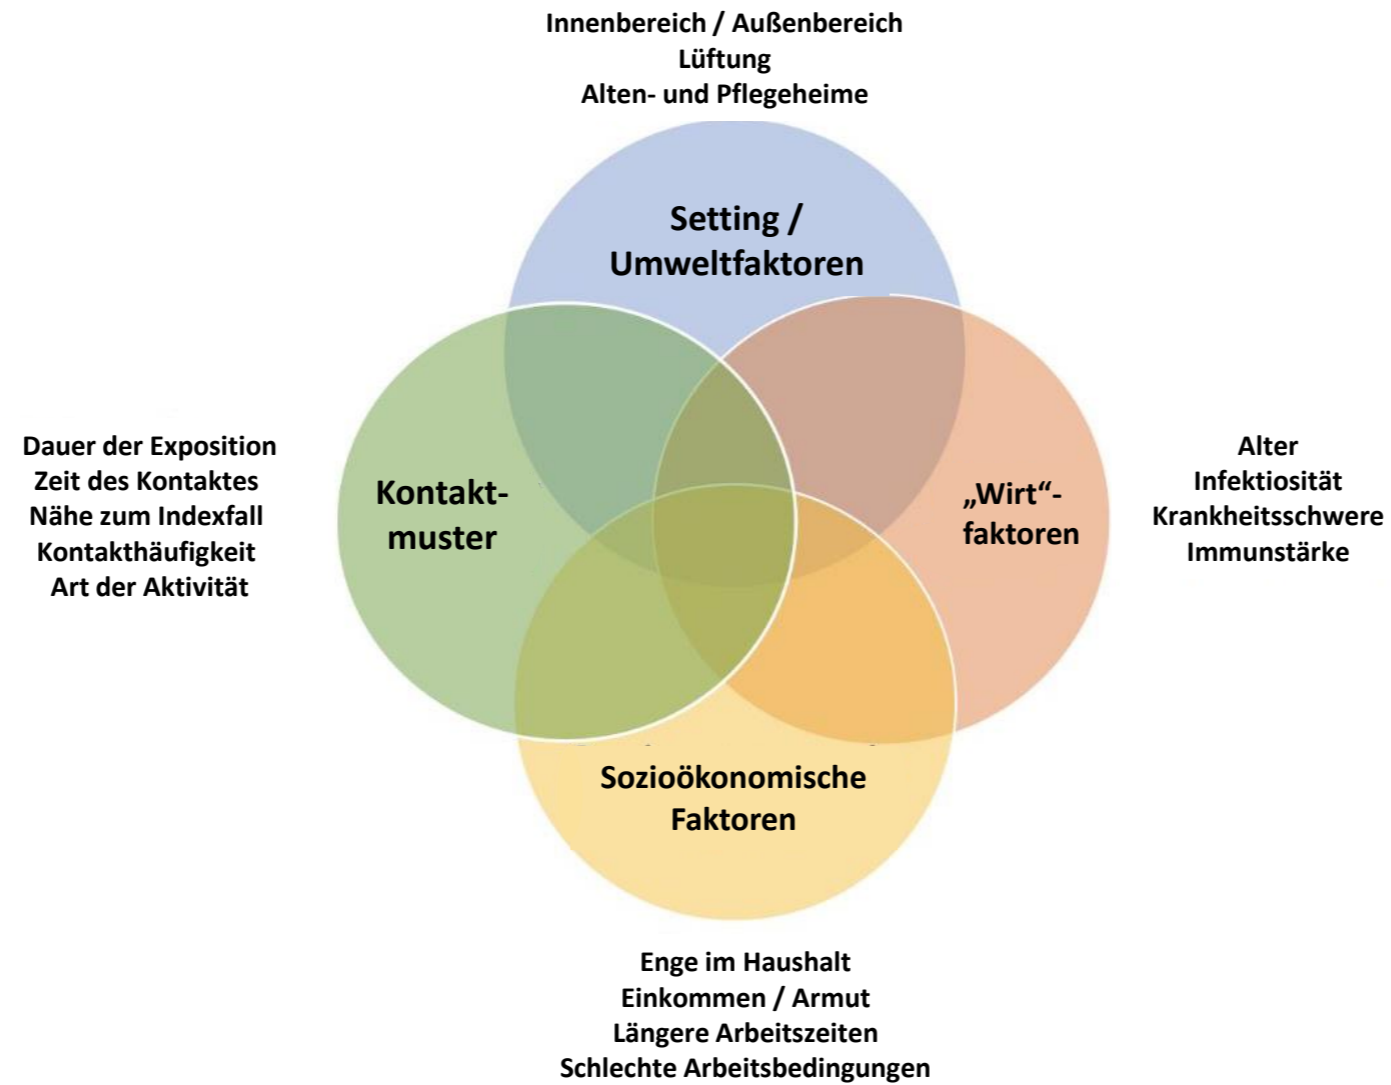 Innenbereich / Außenbereich
Lüftung
Alten- und Pflegeheime
Setting /
Umweltfaktoren
Dauer der Exposition
Zeit des Kontaktes
Nähe zum Indexfall
Kontakthäufigkeit
Art der Aktivität
Kontakt-
muster
„Wirt“-
faktoren
Alter
Infektiosität
Krankheitsschwere
Immunstärke
Sozioökonomische
Faktoren
Enge im Haushalt
Einkommen / Armut
Längere Arbeitszeiten
Schlechte Arbeitsbedingungen